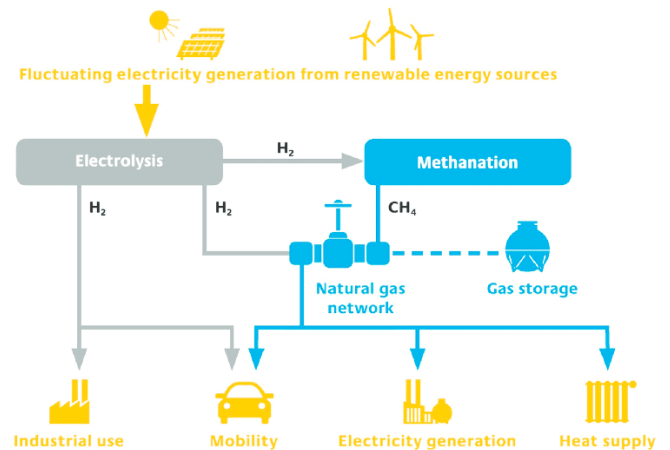 Fluctuating electricity generation from renewable energy sources
Electrolysis
H₂
Methanation
H₂
H₂
CH₄
Natural gas
network
Gas storage
Industrial use
Mobility
Electricity generation
Heat supply